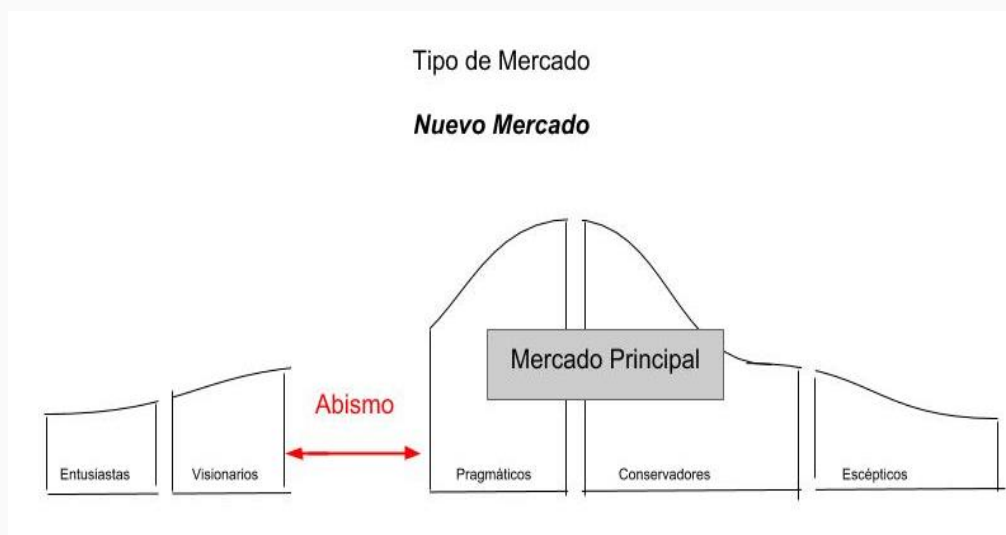 Tipo de Mercado
Nuevo Mercado
Mercado Principal
Abismo
Entusiastas
Visionarios
Pragmáticos
Conservadores
Escépticos